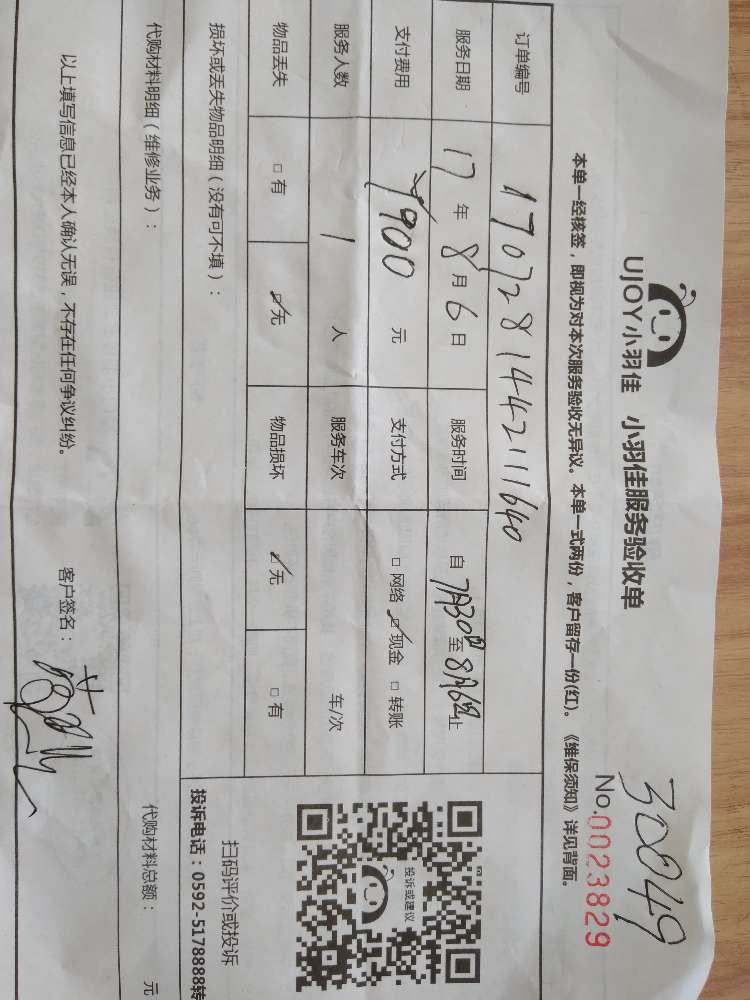 30049
UJOY小羽佳 小羽佳服务验收单
No.0023829
本单一经核签，即视为对本次服务验收无异议。本单一式两份，客户留存一份(红)。《维保须知》详见背面。
订单编号 170728144211640
服务日期 17年8月6日 服务时间 自7月30日至8月6日止
支付费用 ¥900元 支付方式 □网络 ☑现金 □转账
服务人数 1人 服务车次 车/次
物品丢失 □有 ☑无 物品损坏 ☑无 □有
损坏或丢失物品明细（没有可不填）：
投诉或建议
扫码评价或投诉
投诉电话：0592-5178888转
代购材料明细（维修业务）： 代购材料总额： 元
以上填写信息已经本人确认无误，不存在任何争议纠纷。 客户签名：